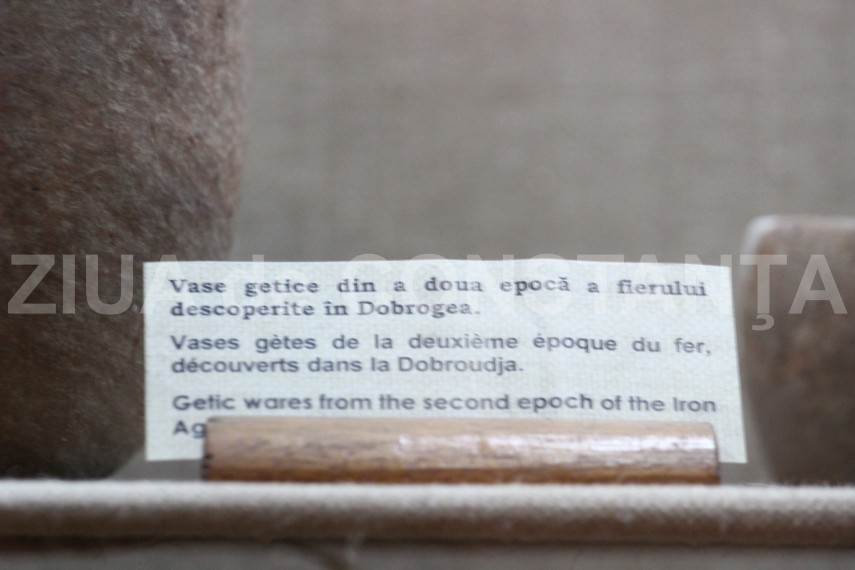 ZIUA de CONSTANȚA
Vase getice din a doua epocă a fierului
descoperite în Dobrogea.
Vases gètes de la deuxième époque du fer,
découverts dans la Dobroudja.
Getic wares from the second epoch of the Iron